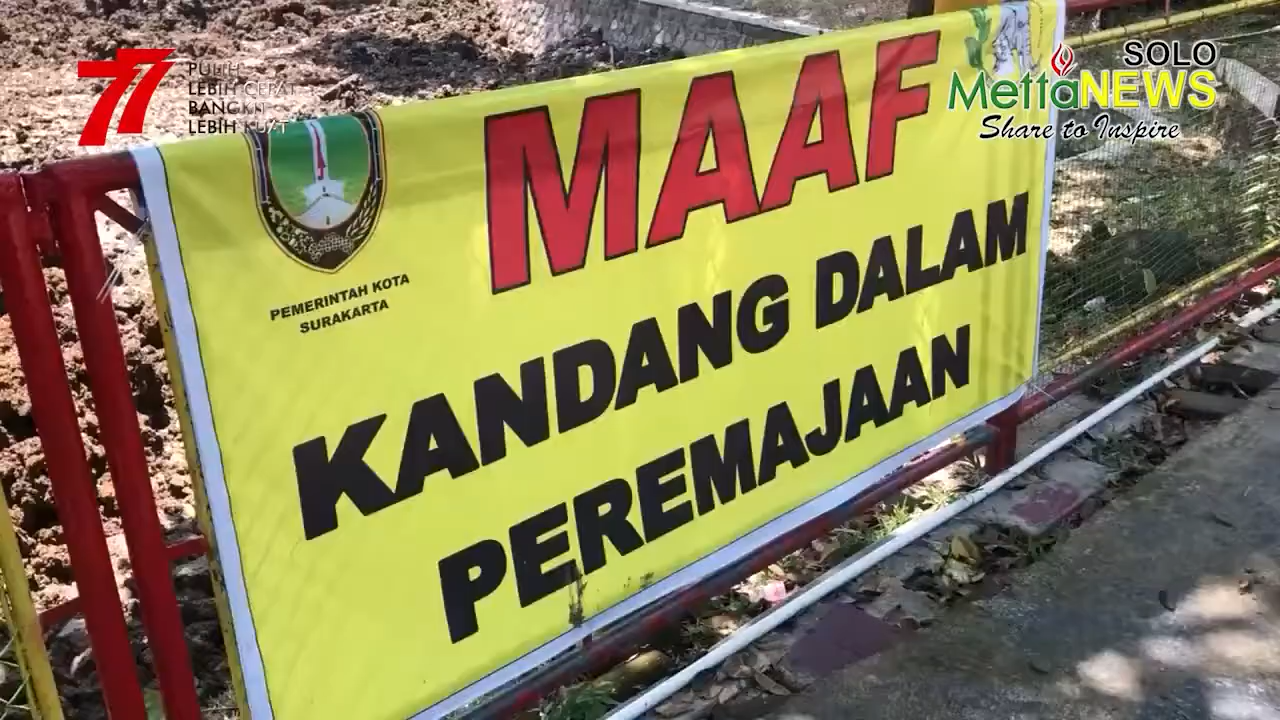 77
PULIH
LEBIH CEPAT
BANGKIT
LEBIH KUAT
SOLO
MettaNEWS
Share to Inspire
MAAF
PEMERINTAH KOTA
SURAKARTA
KANDANG DALAM
PEREMAJAAN